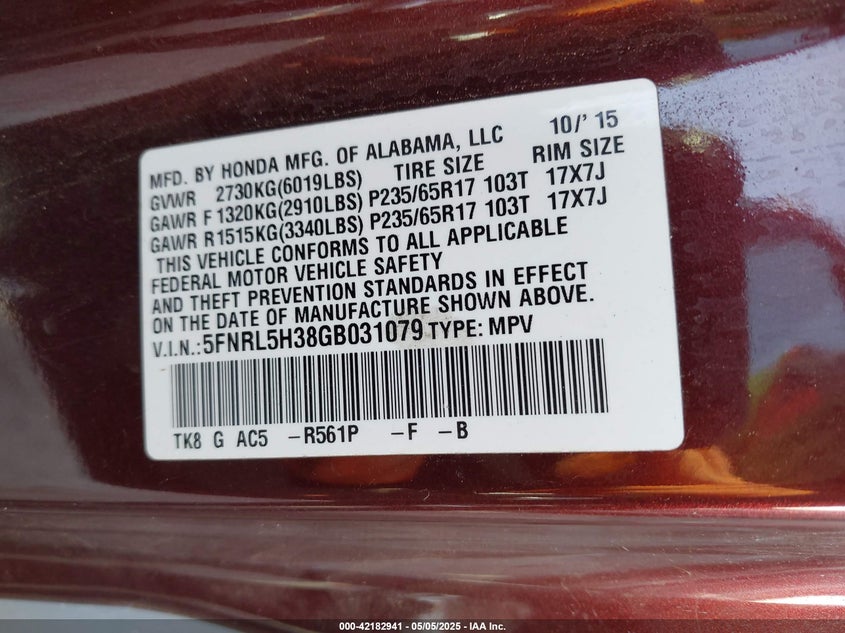 MFD. BY HONDA MFG. OF ALABAMA, LLC 10/' 15
GVWR 2730KG(6019LBS) TIRE SIZE RIM SIZE
GAWR F 1320KG(2910LBS) P235/65R17 103T 17X7J
GAWR R1515KG(3340LBS) P235/65R17 103T 17X7J
THIS VEHICLE CONFORMS TO ALL APPLICABLE
FEDERAL MOTOR VEHICLE SAFETY
AND THEFT PREVENTION STANDARDS IN EFFECT
ON THE DATE OF MANUFACTURE SHOWN ABOVE.
V.I.N.:5FNRL5H38GB031079 TYPE: MPV
TK8 G AC5 -R561P -F -B
000-42182941 - 05/05/2025 - IAA Inc.